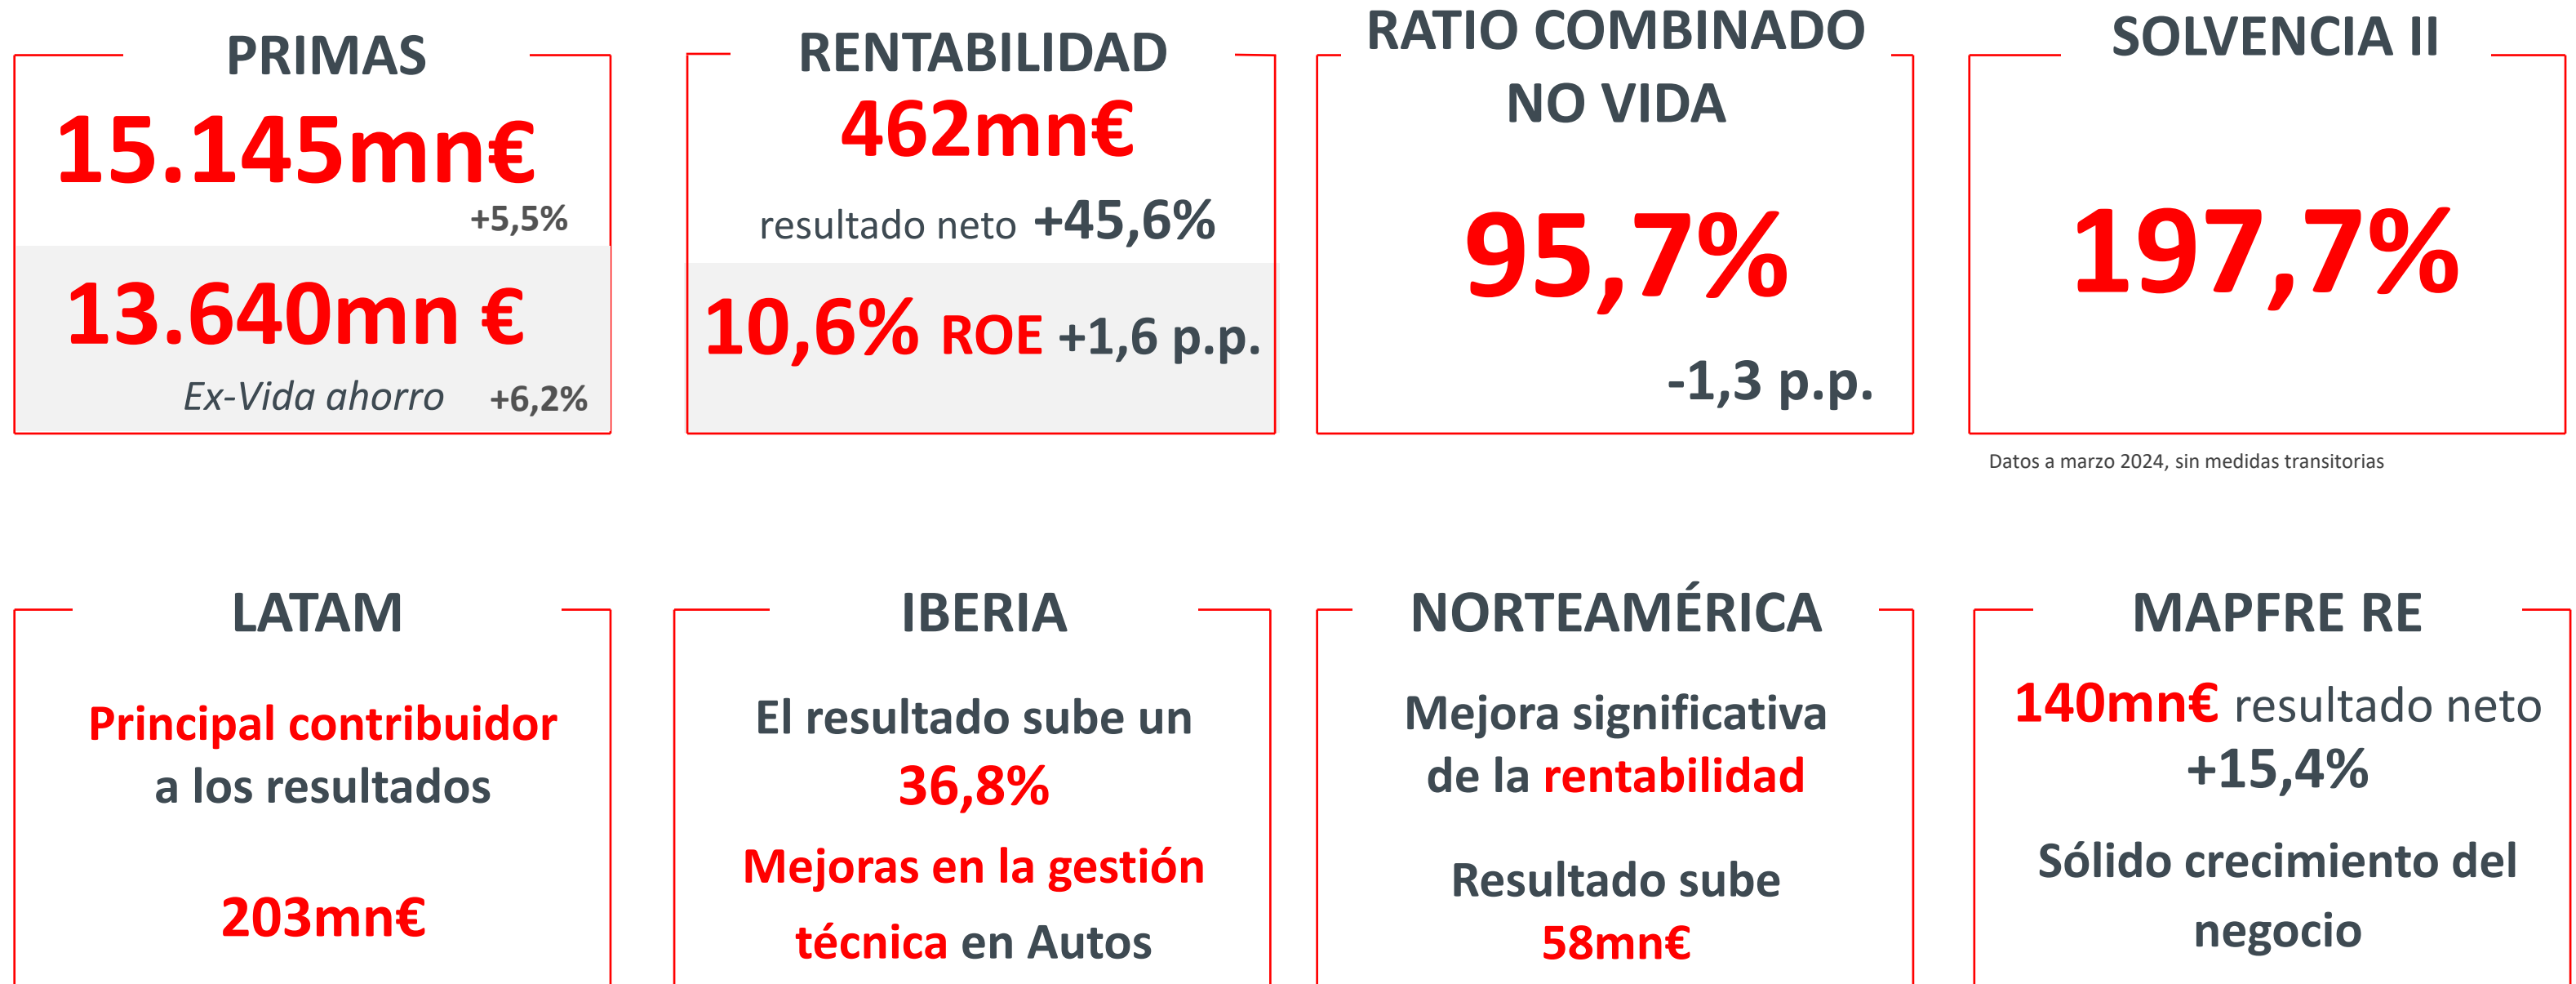 PRIMAS
15.145mn€
+5,5%
13.640mn €
Ex-Vida ahorro +6,2%
RENTABILIDAD
462mn€
resultado neto +45,6%
10,6% ROE +1,6 p.p.
RATIO COMBINADO
NO VIDA
95,7%
-1,3 p.p.
SOLVENCIA II
197,7%
Datos a marzo 2024, sin medidas transitorias
LATAM
Principal contribuidor
a los resultados
203mn€
IBERIA
El resultado sube un
36,8%
Mejoras en la gestión
técnica en Autos
NORTEAMÉRICA
Mejora significativa
de la rentabilidad
Resultado sube
58mn€
MAPFRE RE
140mn€ resultado neto
+15,4%
Sólido crecimiento del
negocio